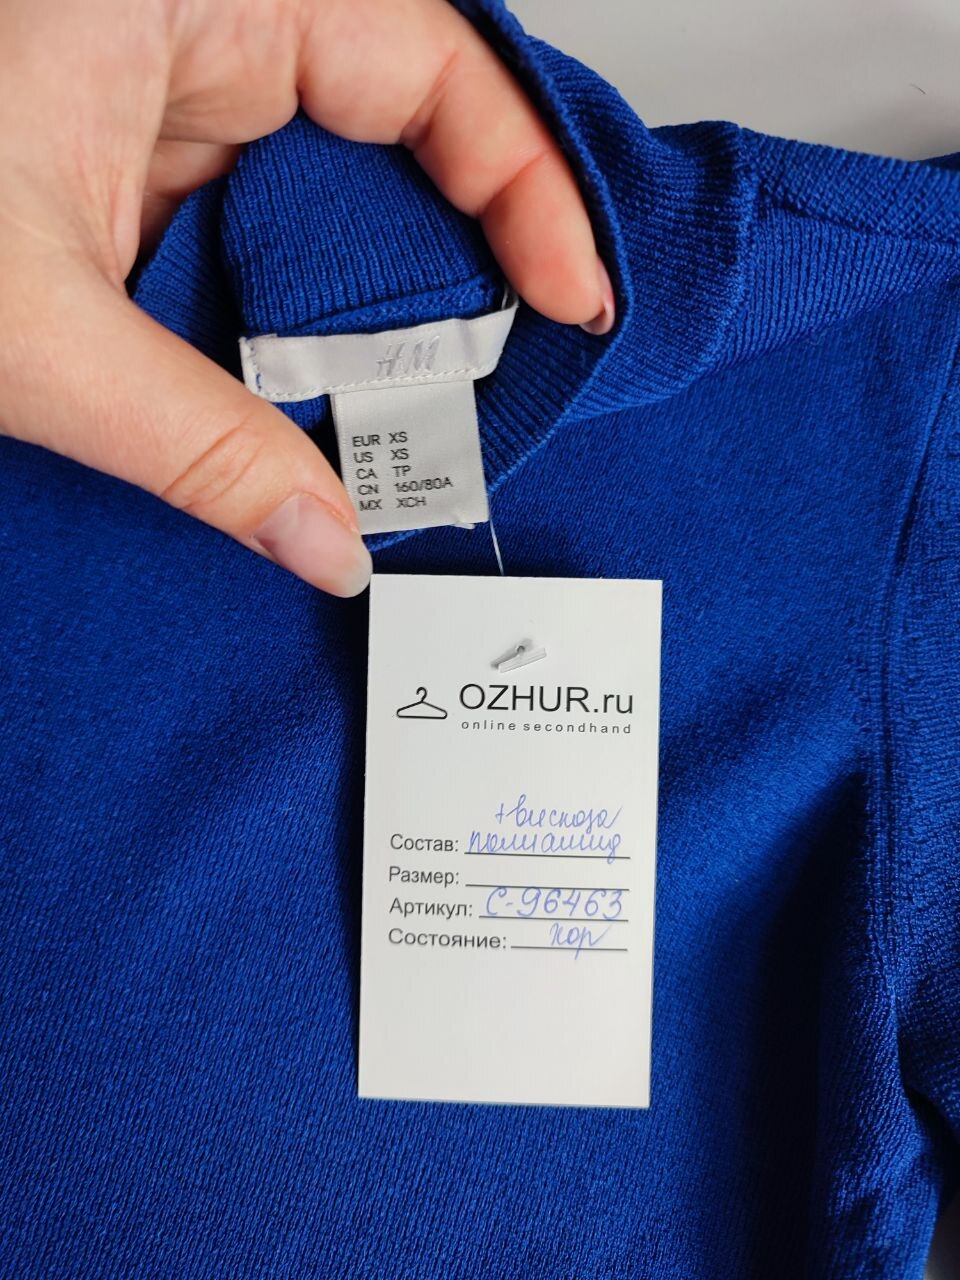 H&M
EUR XS
US XS
CA TP
CN 160/80A
MX XCH
OZHUR.ru
online secondhand
+вискоза
Состав: полиамид
Размер:
Артикул: С-96463
Состояние: хор